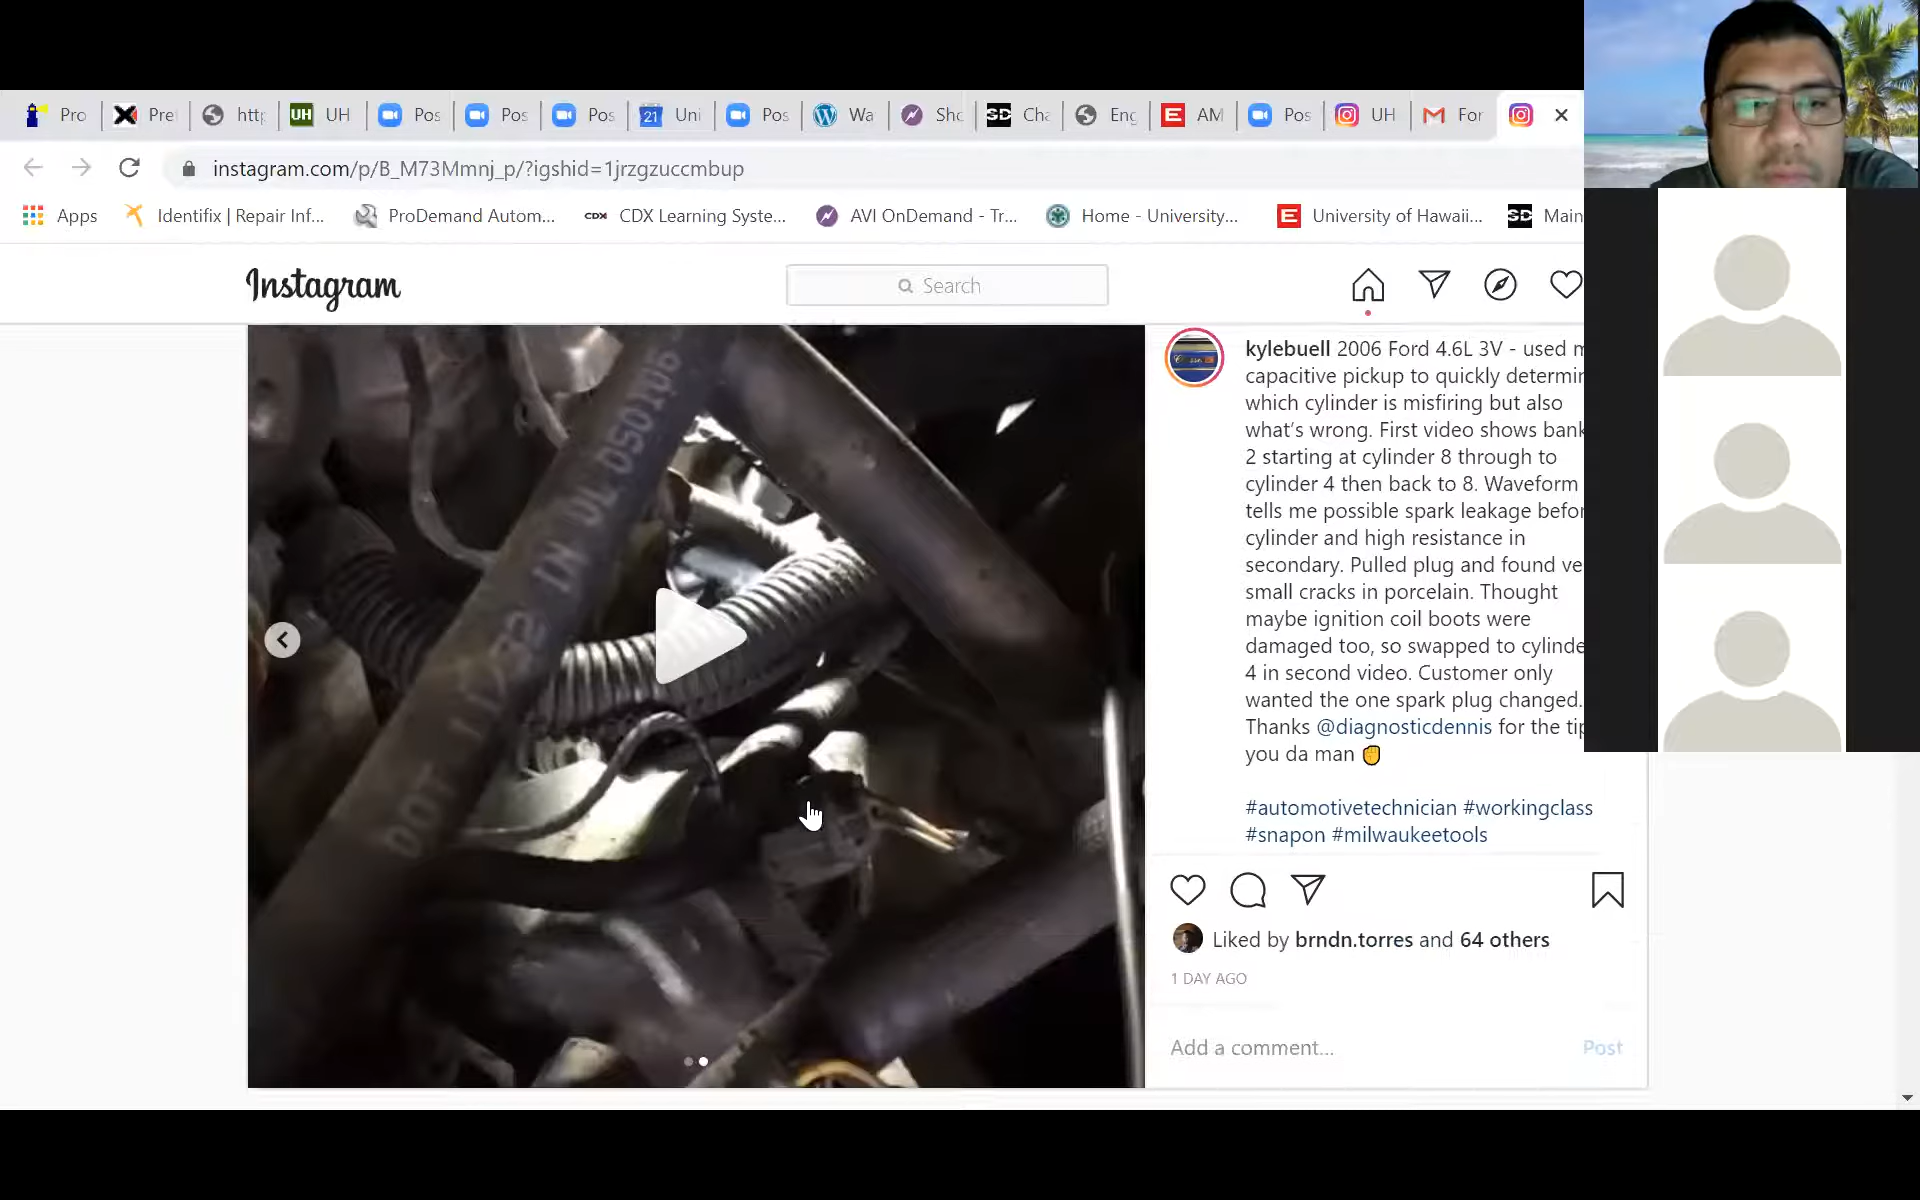 Pro
Pre
http
UH
UH
Pos
Pos
Pos
21
Uni
Pos
Wa
Sho
SD
Cha
Eng
E
AM
Pos
UH
For
instagram.com/p/B_M73Mmnj_p/?igshid=1jrzgzuccmbup
Apps
Identifix | Repair Inf...
ProDemand Autom...
CDX
CDX Learning Syste...
AVI OnDemand - Tr...
Home - University...
E
University of Hawaii...
SD
Main
Instagram
Search
kylebuell 2006 Ford 4.6L 3V - used m
capacitive pickup to quickly determin
which cylinder is misfiring but also
what's wrong. First video shows bank
2 starting at cylinder 8 through to
cylinder 4 then back to 8. Waveform
tells me possible spark leakage befor
cylinder and high resistance in
secondary. Pulled plug and found ve
small cracks in porcelain. Thought
maybe ignition coil boots were
damaged too, so swapped to cylinde
4 in second video. Customer only
wanted the one spark plug changed.
Thanks @diagnosticdennis for the tip
you da man ✊
#automotivetechnician #workingclass
#snapon #milwaukeetools
Liked by brndn.torres and 64 others
1 DAY AGO
Add a comment...
Post